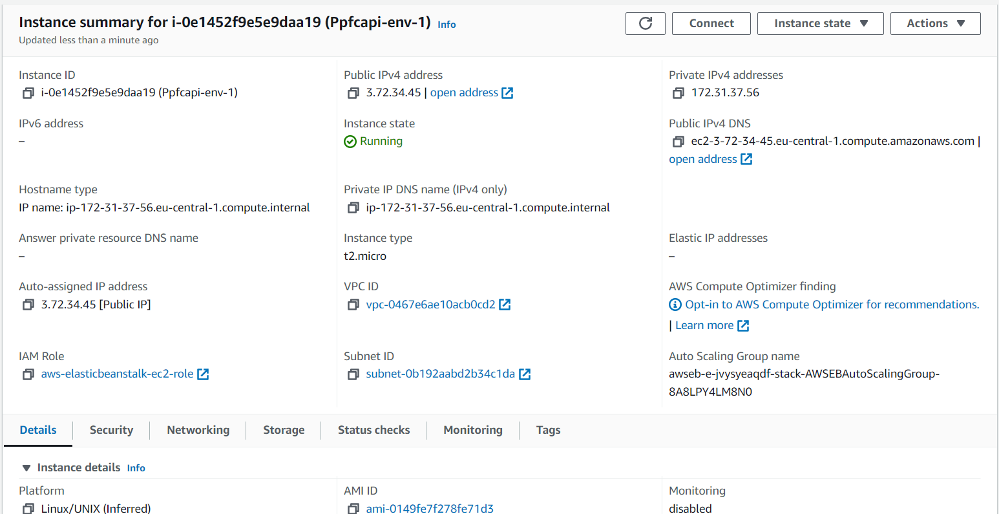 Instance summary for i-0e1452f9e5e9daa19 (Ppfcapi-env-1) Info
Updated less than a minute ago
Connect
Instance state
Actions
Instance ID
i-0e1452f9e5e9daa19 (Ppfcapi-env-1)
Public IPv4 address
3.72.34.45 | open address
Private IPv4 addresses
172.31.37.56
IPv6 address
–
Instance state
Running
Public IPv4 DNS
ec2-3-72-34-45.eu-central-1.compute.amazonaws.com |
open address
Hostname type
IP name: ip-172-31-37-56.eu-central-1.compute.internal
Private IP DNS name (IPv4 only)
ip-172-31-37-56.eu-central-1.compute.internal
Answer private resource DNS name
–
Instance type
t2.micro
Elastic IP addresses
–
Auto-assigned IP address
3.72.34.45 [Public IP]
VPC ID
vpc-0467e6ae10acb0cd2
AWS Compute Optimizer finding
Opt-in to AWS Compute Optimizer for recommendations.
| Learn more
IAM Role
aws-elasticbeanstalk-ec2-role
Subnet ID
subnet-0b192aabd2b34c1da
Auto Scaling Group name
awseb-e-jvysyeaqdf-stack-AWSEBAutoScalingGroup-
8A8LPY4LM8N0
Details
Security
Networking
Storage
Status checks
Monitoring
Tags
Instance details Info
Platform
Linux/UNIX (Inferred)
AMI ID
ami-0149fe7f278fe71d3
Monitoring
disabled